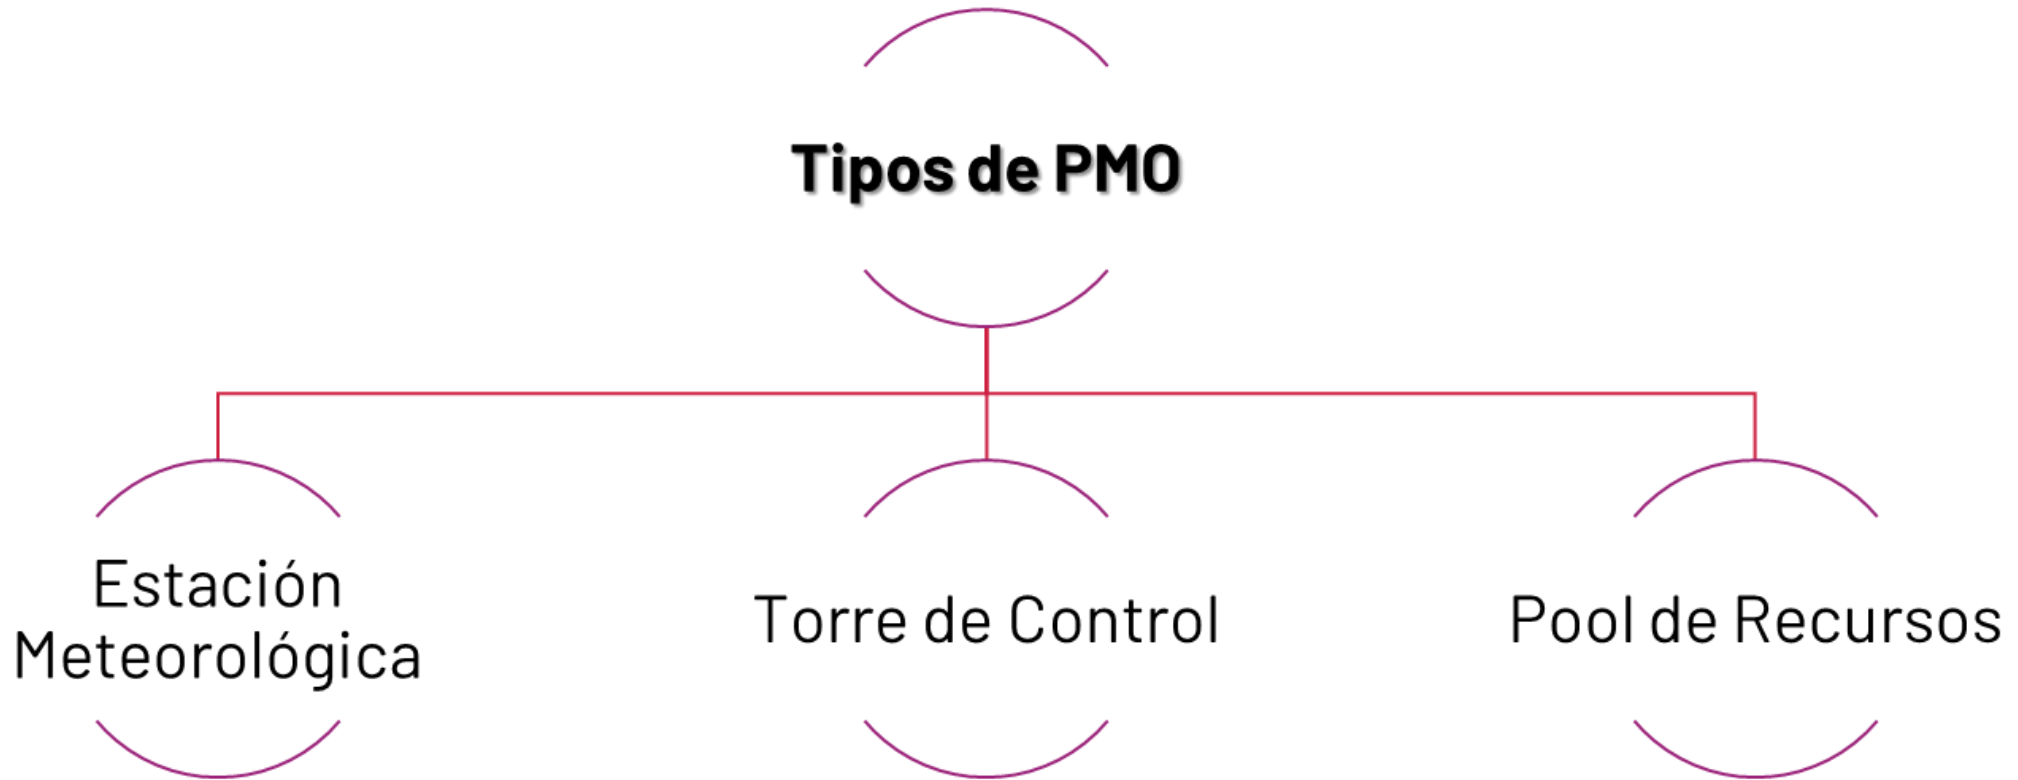 Tipos de PMO
Estación
Meteorológica
Torre de Control
Pool de Recursos